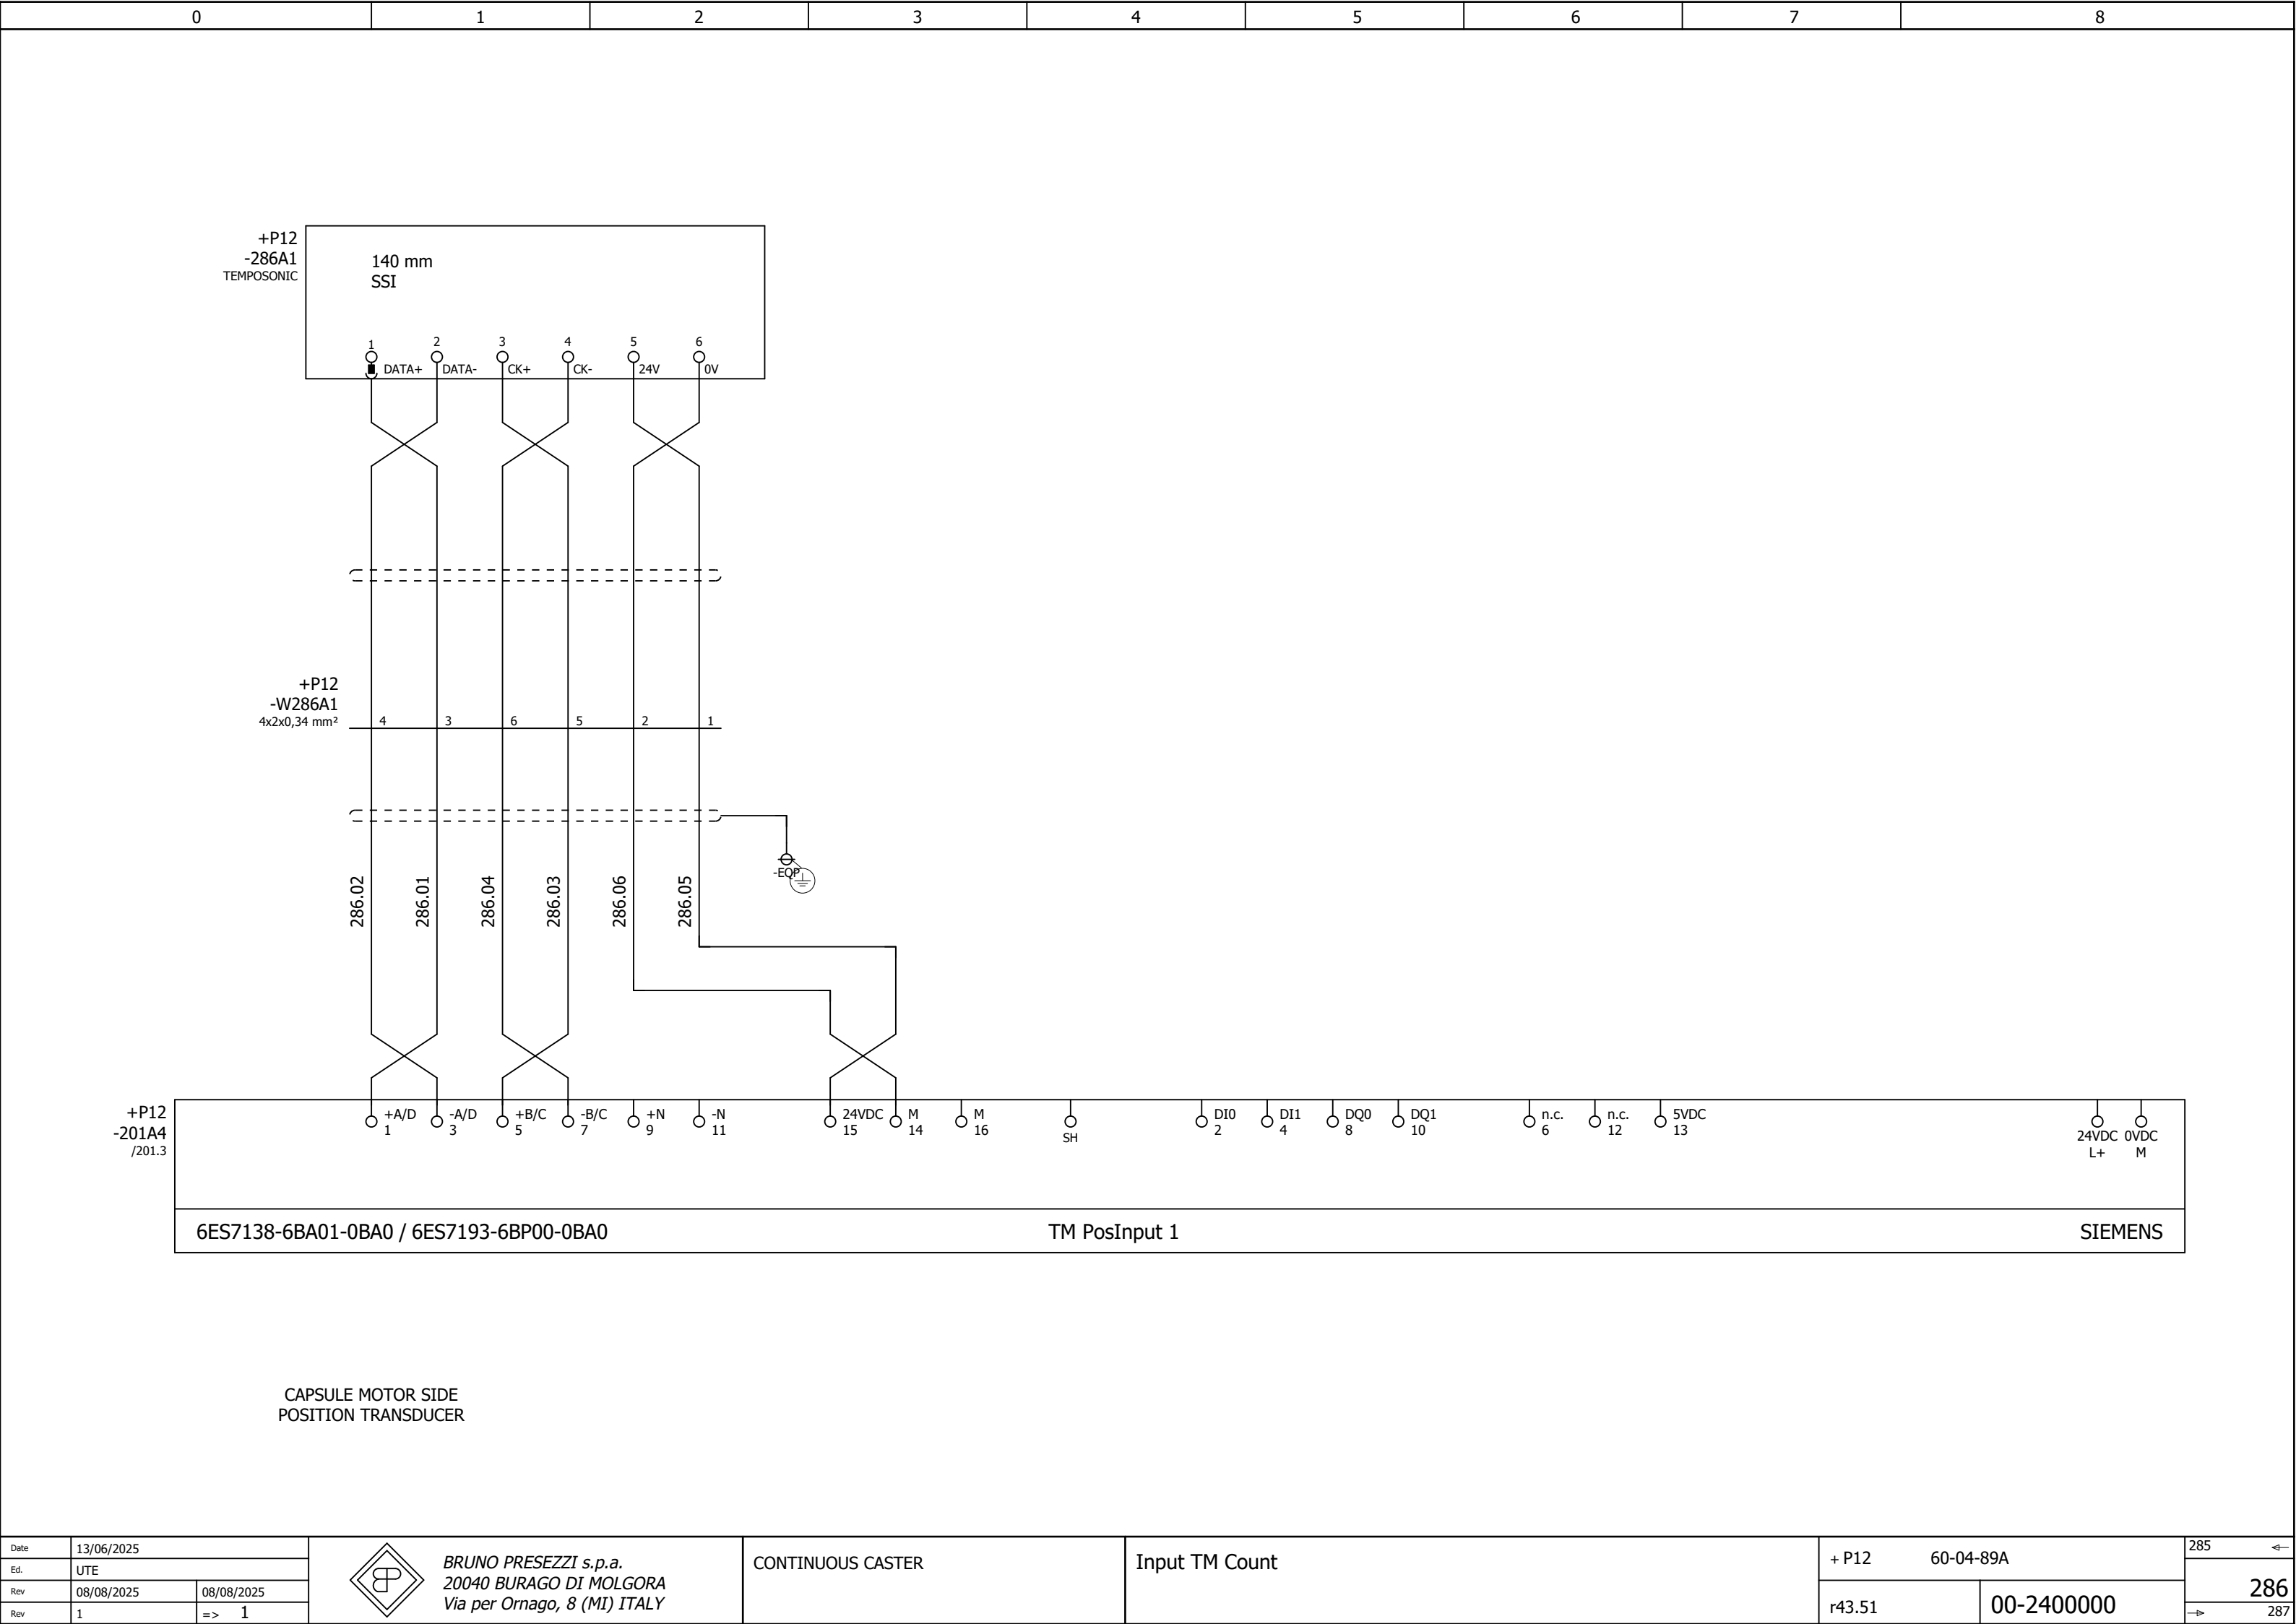 0 1 2 3 4 5 6 7 8
+P12
-286A1
TEMPOSONIC
140 mm
SSI
1 2 3 4 5 6
DATA+ DATA- CK+ CK- 24V 0V
+P12
-W286A1
4x2x0,34 mm²
4 3 6 5 2 1
-EQP
286.02 286.01 286.04 286.03 286.06 286.05
+P12
-201A4
/201.3
+A/D -A/D +B/C -B/C +N -N 24VDC M M DI0 DI1 DQ0 DQ1 n.c. n.c. 5VDC
1 3 5 7 9 11 15 14 16 SH 2 4 8 10 6 12 13 24VDC 0VDC
L+ M
6ES7138-6BA01-0BA0 / 6ES7193-6BP00-0BA0 TM PosInput 1 SIEMENS
CAPSULE MOTOR SIDE
POSITION TRANSDUCER
Date 13/06/2025
Ed. UTE
Rev 08/08/2025 08/08/2025
Rev 1 => 1
BP
BRUNO PRESEZZI s.p.a.
20040 BURAGO DI MOLGORA
Via per Ornago, 8 (MI) ITALY
CONTINUOUS CASTER
Input TM Count
+ P12 60-04-89A
r43.51 00-2400000
285
286
287